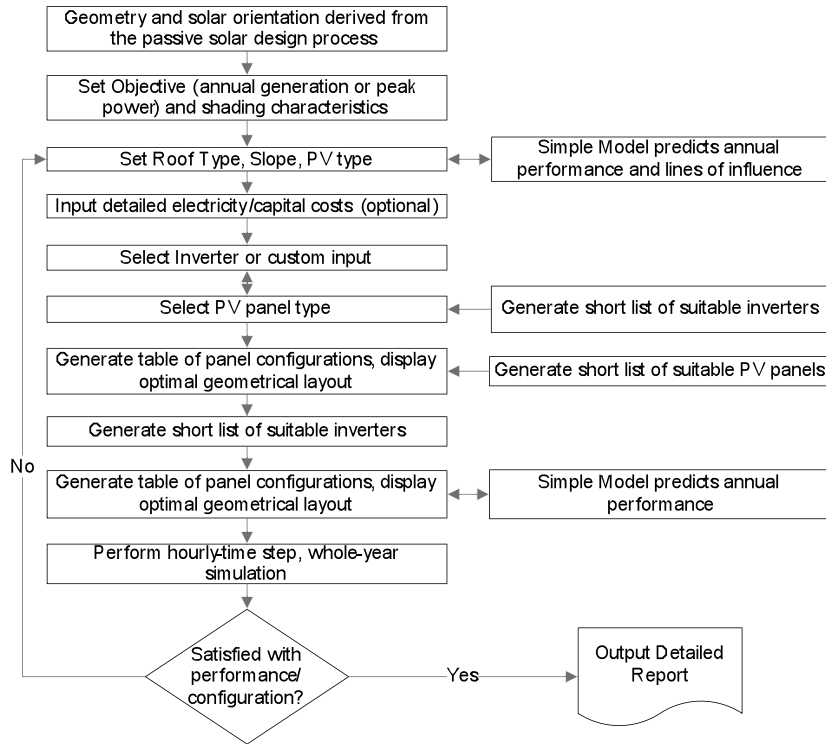 Geometry and solar orientation derived from
the passive solar design process
Set Objective (annual generation or peak
power) and shading characteristics
Set Roof Type, Slope, PV type
Simple Model predicts annual
performance and lines of influence
Input detailed electricity/capital costs (optional)
Select Inverter or custom input
Select PV panel type
Generate short list of suitable inverters
Generate table of panel configurations, display
optimal geometrical layout
Generate short list of suitable PV panels
Generate short list of suitable inverters
No
Generate table of panel configurations, display
optimal geometrical layout
Simple Model predicts annual
performance
Perform hourly-time step, whole-year
simulation
Satisfied with
performance/
configuration?
Yes
Output Detailed
Report